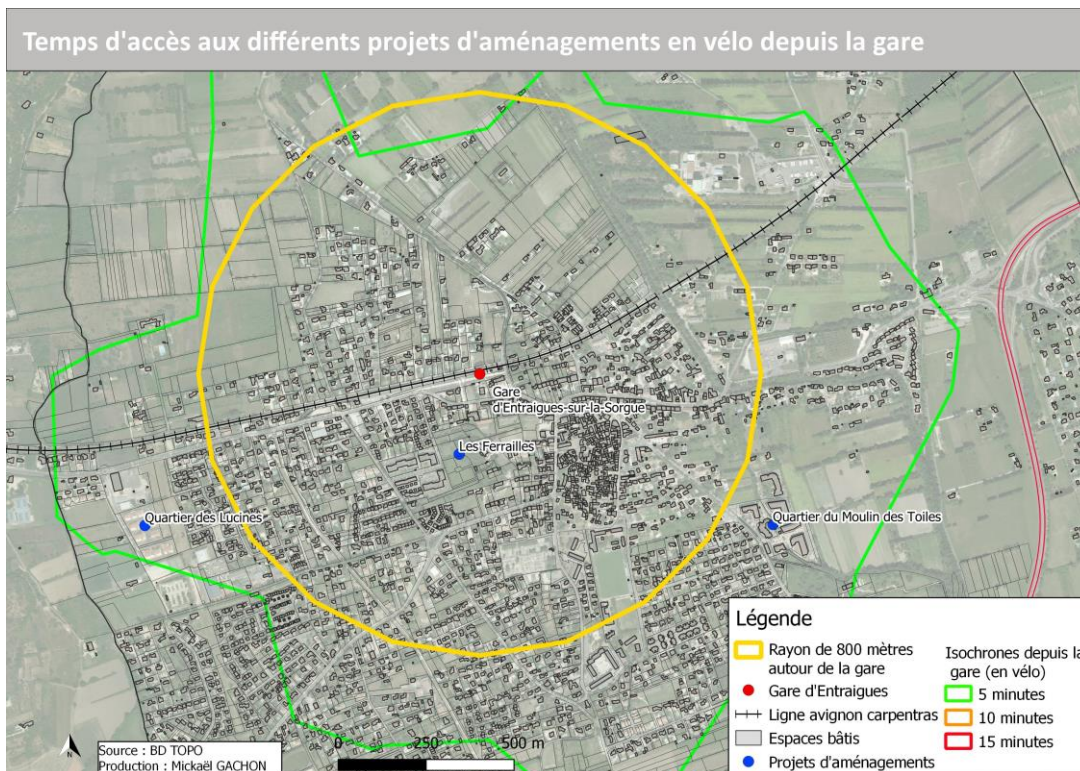 Temps d'accès aux différents projets d'aménagements en vélo depuis la gare
Gare
d'Entraigues-sur-la-Sorgue
Les Ferrailles
Quartier des Lucines
Quartier du Moulin des Toiles
Légende
Rayon de 800 mètres
autour de la gare
Gare d'Entraigues
Ligne avignon carpentras
Espaces bâtis
Projets d'aménagements
Isochrones depuis la
gare (en vélo)
5 minutes
10 minutes
15 minutes
N
Source : BD TOPO
Production : Mickaël GACHON
0 250 500 m